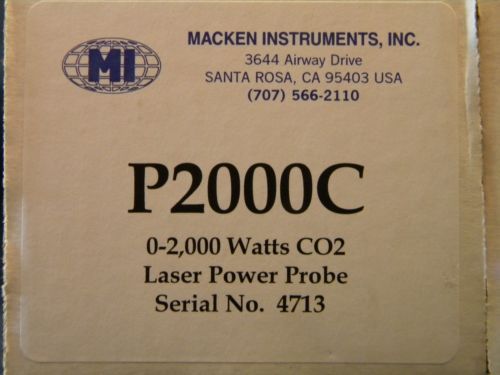 MI
MACKEN INSTRUMENTS, INC.
3644 Airway Drive
SANTA ROSA, CA 95403 USA
(707) 566-2110
P2000C
0-2,000 Watts CO2
Laser Power Probe
Serial No. 4713